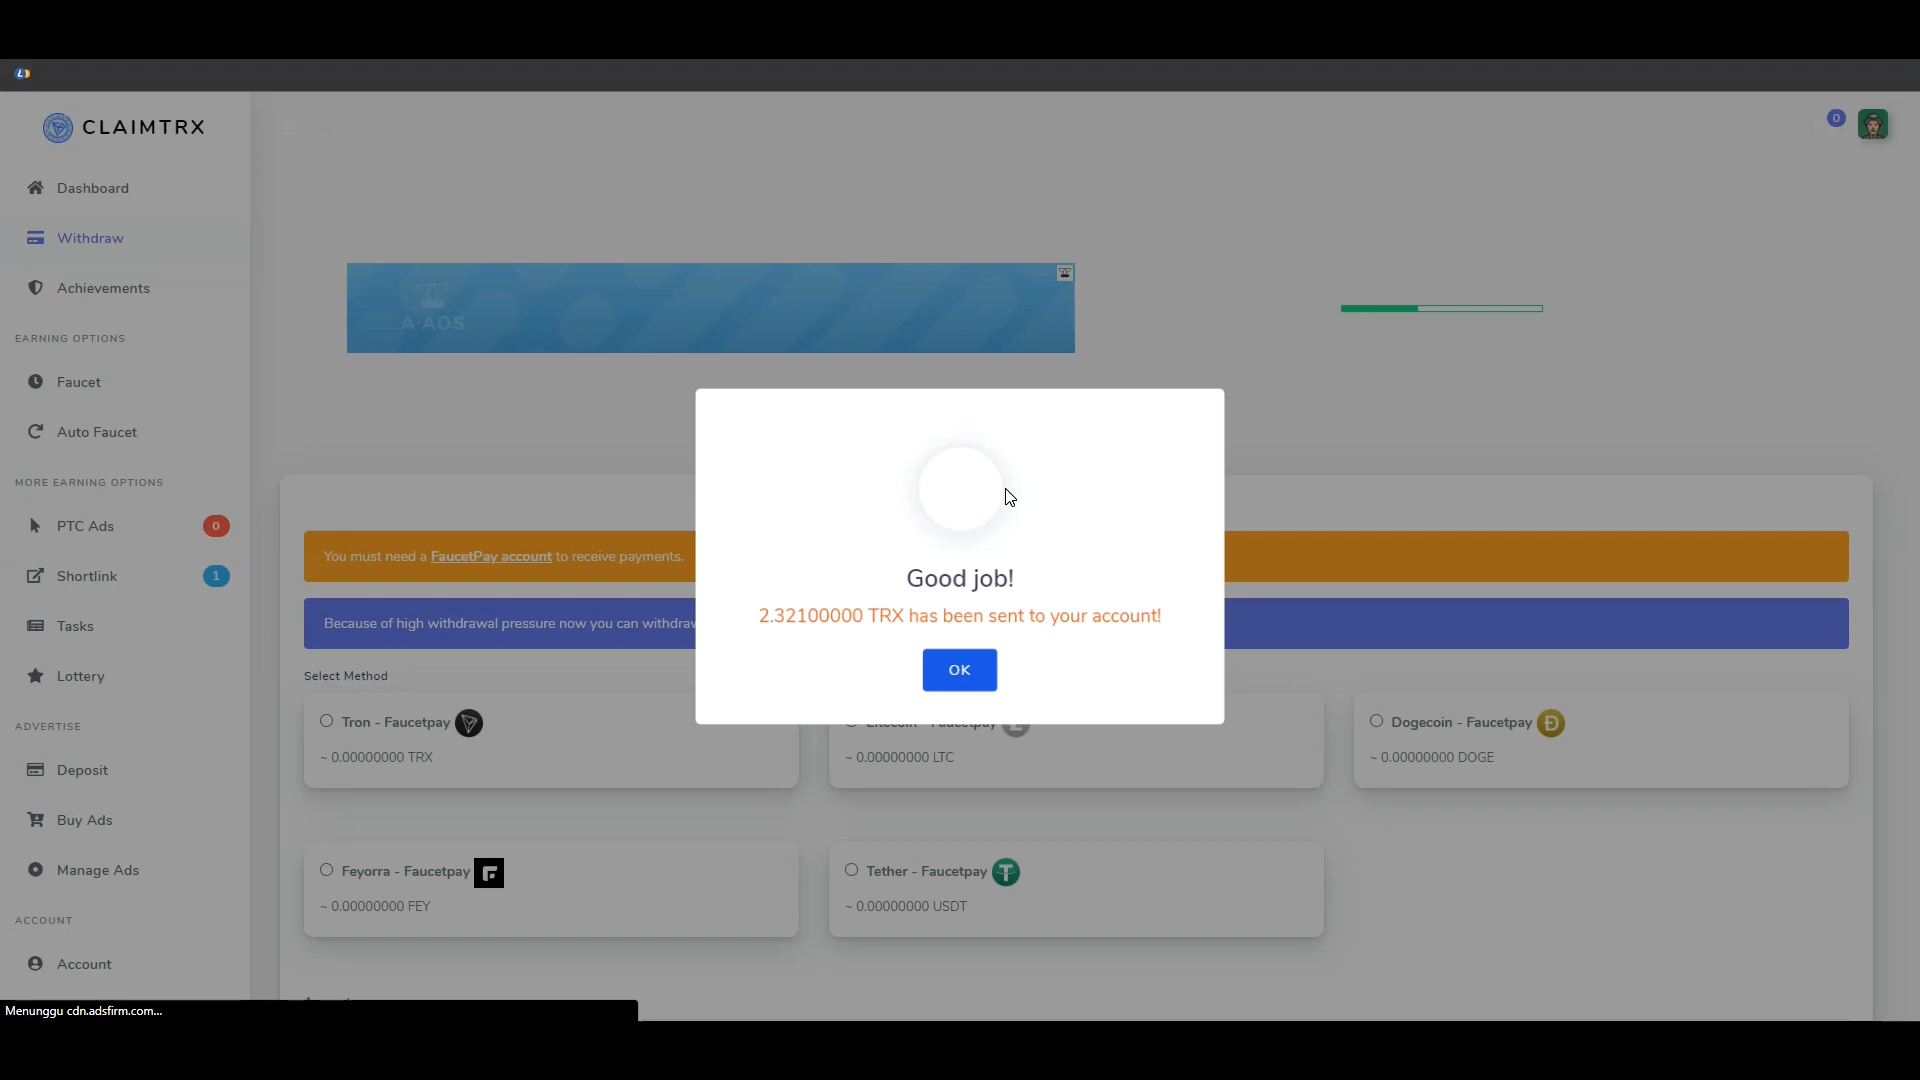 CLAIMTRX
0
Dashboard
Withdraw
Achievements
A-ADS
EARNING OPTIONS
Faucet
Auto Faucet
MORE EARNING OPTIONS
PTC Ads 0
Shortlink 1
Tasks
Lottery
ADVERTISE
Deposit
Buy Ads
Manage Ads
ACCOUNT
Account
You must need a FaucetPay account to receive payments.
Because of high withdrawal pressure now you can withdraw
Good job!
2.32100000 TRX has been sent to your account!
OK
Select Method
Tron - Faucetpay
~ 0.00000000 TRX
Litecoin - Faucetpay
~ 0.00000000 LTC
Dogecoin - Faucetpay
~ 0.00000000 DOGE
Feyorra - Faucetpay
~ 0.00000000 FEY
Tether - Faucetpay
~ 0.00000000 USDT
Menunggu cdn.adsfirm.com...